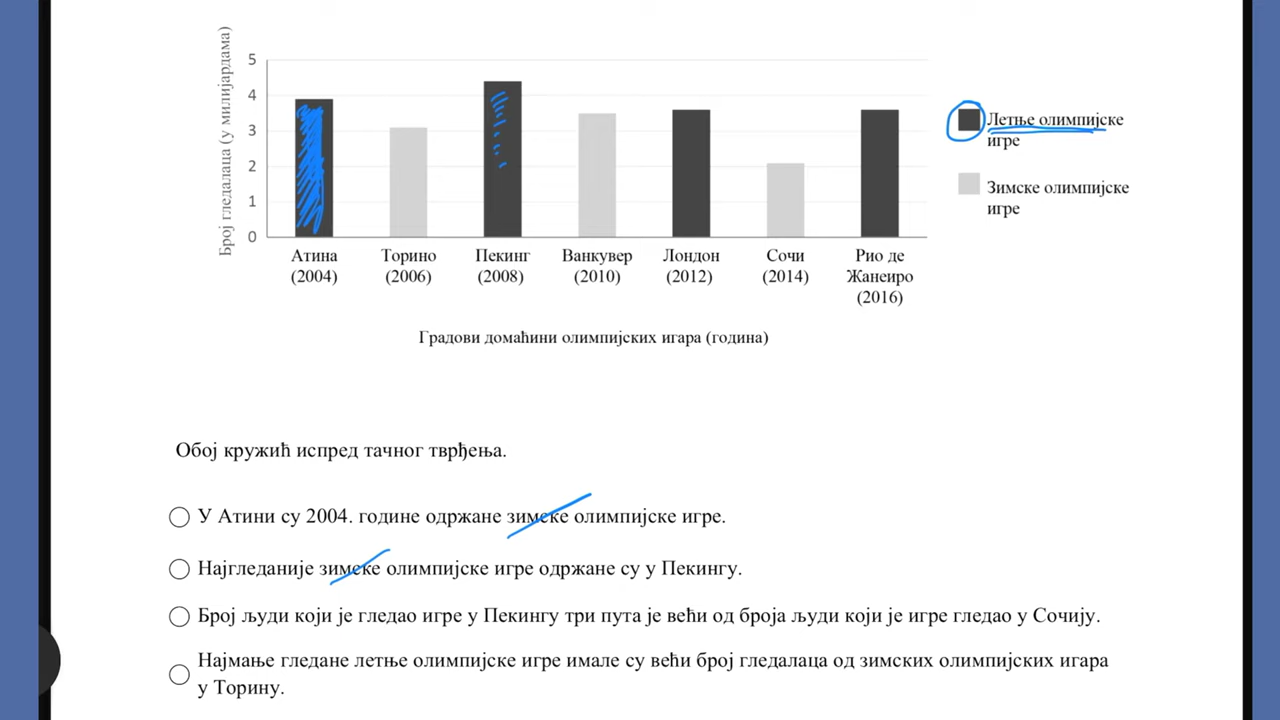 Број гледалаца (у милијардама)
5
4
3
2
1
0
Атина
(2004)
Торино
(2006)
Пекинг
(2008)
Ванкувер
(2010)
Лондон
(2012)
Сочи
(2014)
Рио де
Жанеиро
(2016)
Градови домаћини олимпијских игара (година)
Летње олимпијске
игре
Зимске олимпијске
игре
Обој кружић испред тачног тврђења.
У Атини су 2004. године одржане зимске олимпијске игре.
Најгледаније зимске олимпијске игре одржане су у Пекингу.
Број људи који је гледао игре у Пекингу три пута је већи од броја људи који је игре гледао у Сочију.
Најмање гледане летње олимпијске игре имале су већи број гледалаца од зимских олимпијских игара
у Торину.